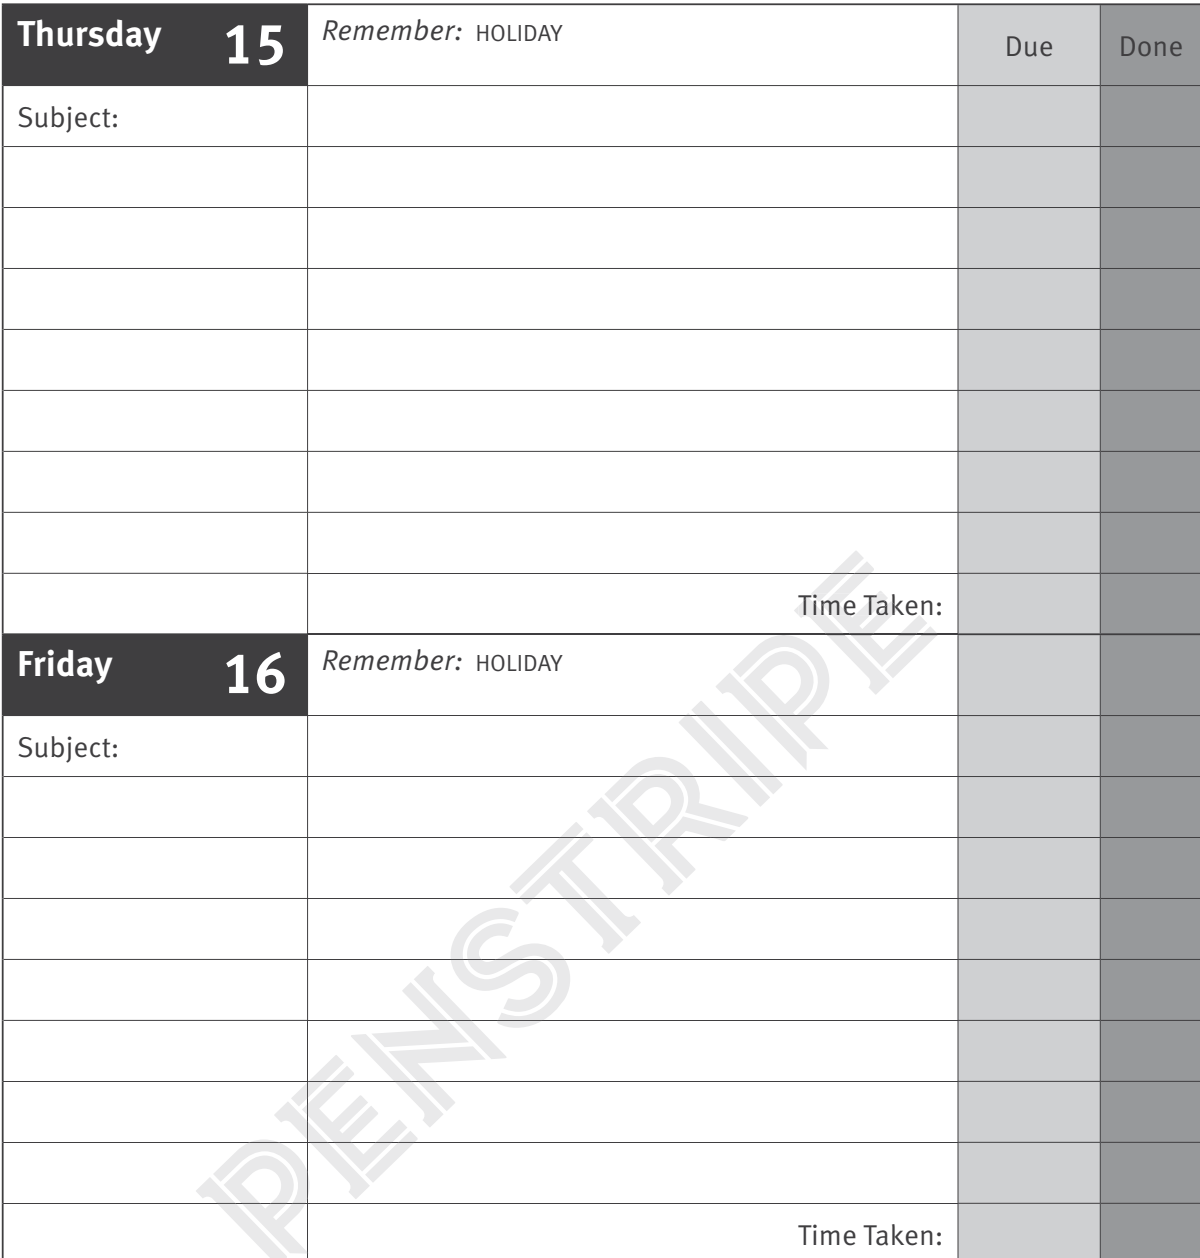 Thursday 15 Remember: HOLIDAY Due Done
Subject:
Time Taken:
Friday 16 Remember: HOLIDAY
Subject:
Time Taken:
PENSTRIPE